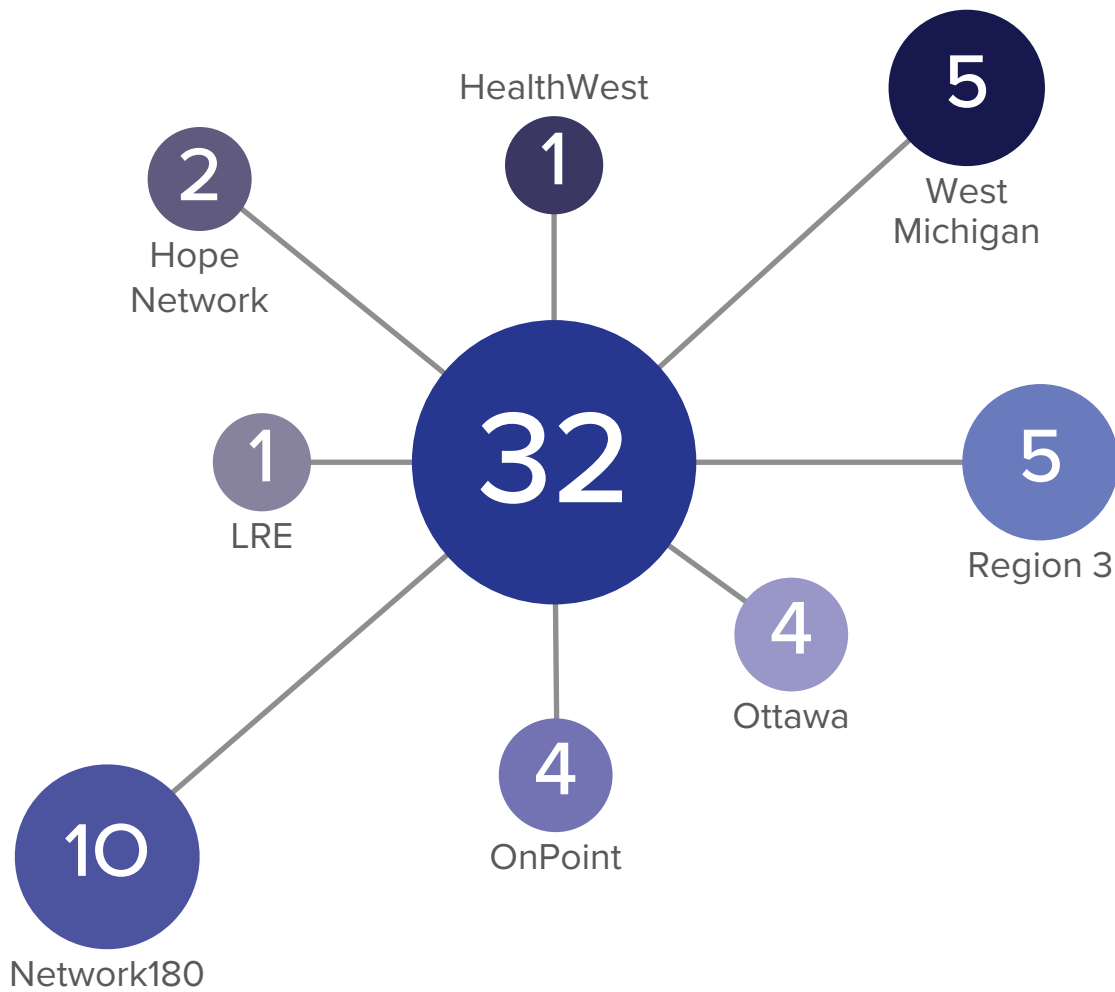 HealthWest
1
5
West
Michigan
2
Hope
Network
32
1
LRE
5
Region 3
4
Ottawa
4
OnPoint
10
Network180